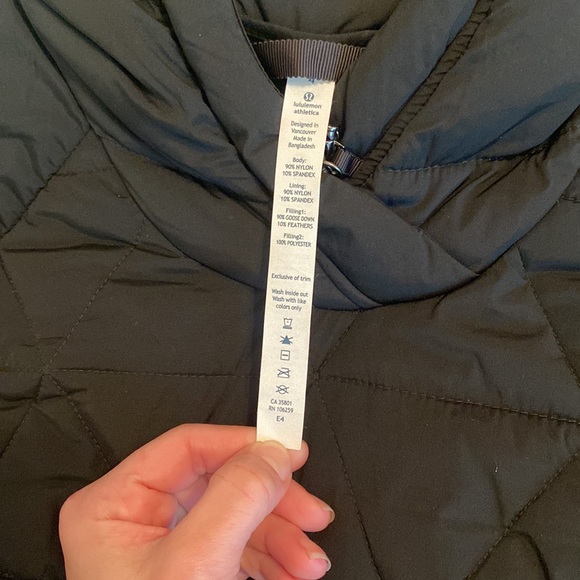 4
lululemon
athletica
Designed in
Vancouver
Made in
Bangladesh
Body:
90% NYLON
10% SPANDEX
Lining:
90% NYLON
10% SPANDEX
Filling1:
90% GOOSE DOWN
10% FEATHERS
Filling2:
100% POLYESTER
Exclusive of trim
Wash inside out
Wash with like
colors only
CA 35801
RN 106259
E4